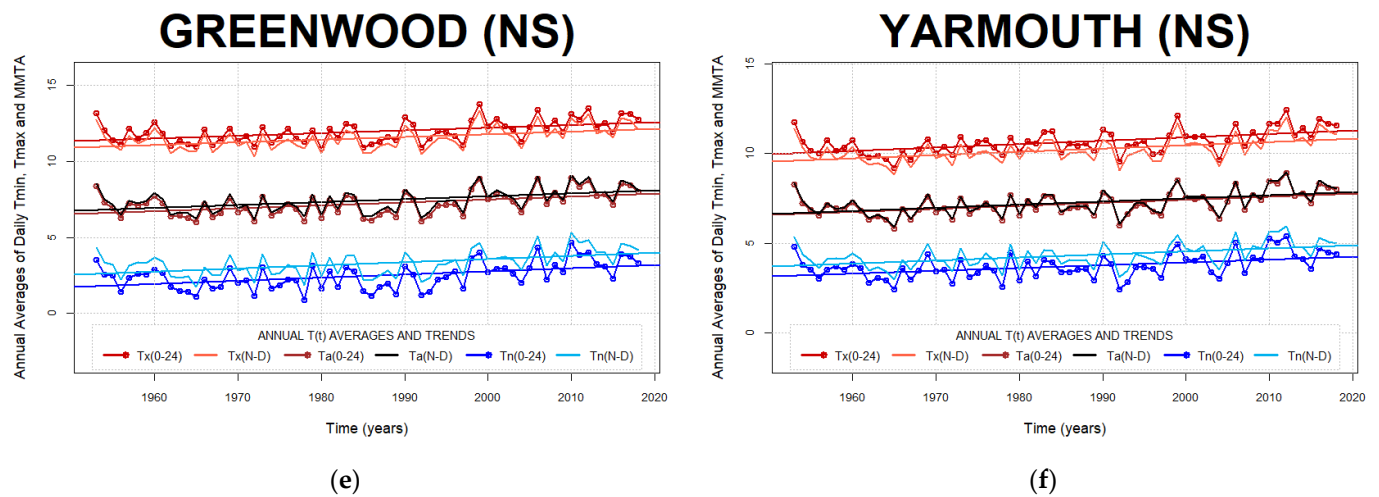 GREENWOOD (NS)
Annual Averages of Daily Tmin, Tmax and MMTA
15
10
5
0
ANNUAL T(t) AVERAGES AND TRENDS
Tx(0-24) Tx(N-D) Ta(0-24) Ta(N-D) Tn(0-24) Tn(N-D)
1960 1970 1980 1990 2000 2010 2020
Time (years)
(e)
YARMOUTH (NS)
Annual Averages of Daily Tmin, Tmax and MMTA
15
10
5
0
ANNUAL T(t) AVERAGES AND TRENDS
Tx(0-24) Tx(N-D) Ta(0-24) Ta(N-D) Tn(0-24) Tn(N-D)
1960 1970 1980 1990 2000 2010 2020
Time (years)
(f)